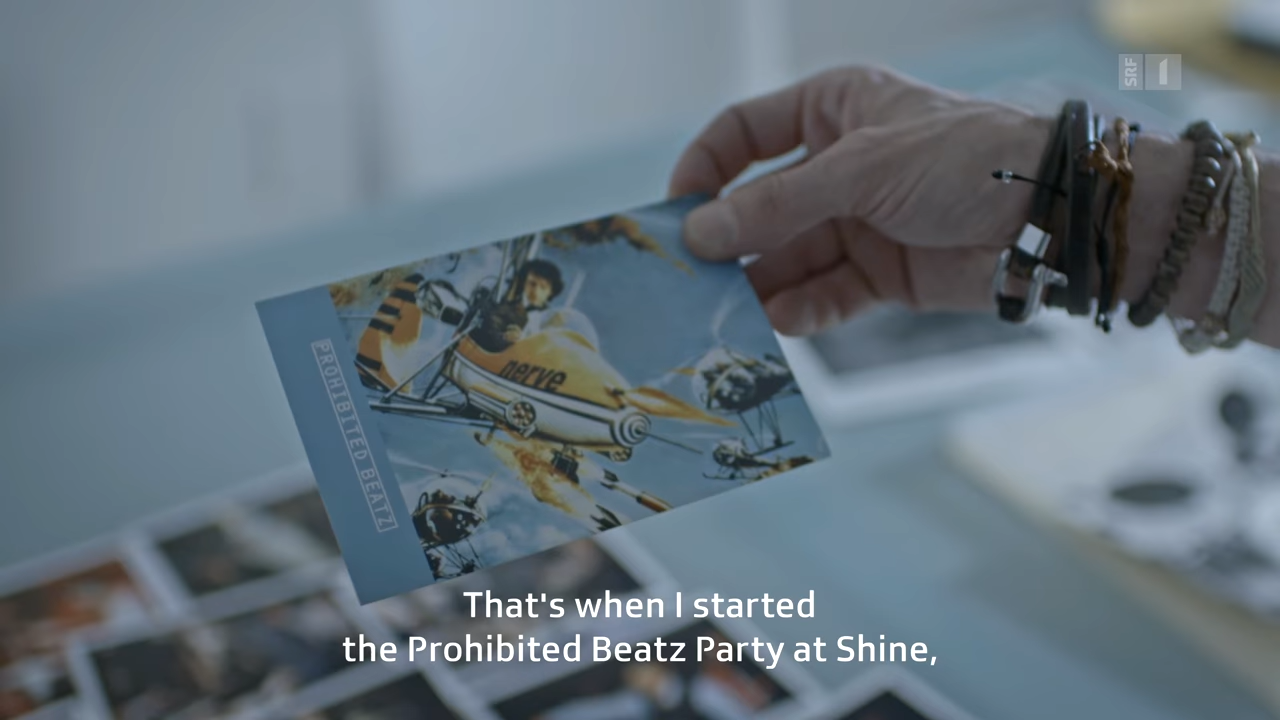 SRF 1
PROHIBITED BEATZ
nerve
That's when I started
the Prohibited Beatz Party at Shine,